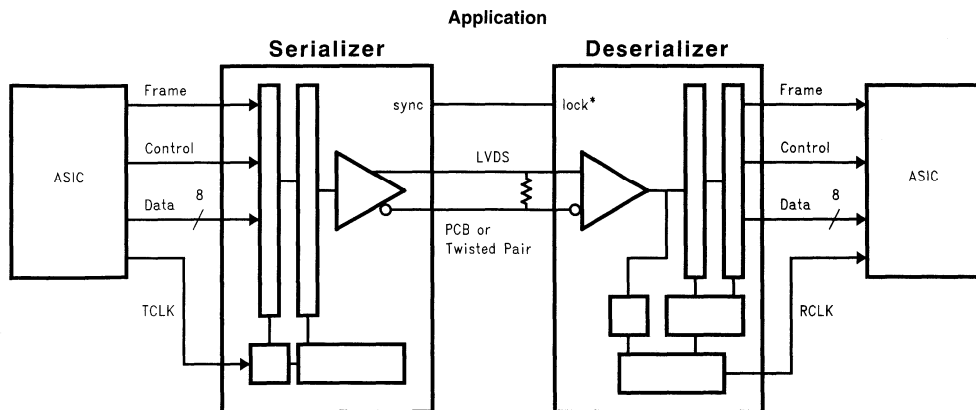 Application
Serializer
Deserializer
Frame
Control
Data
8
TCLK
ASIC
sync
lock*
LVDS
PCB or
Twisted Pair
Frame
Control
Data
8
RCLK
ASIC